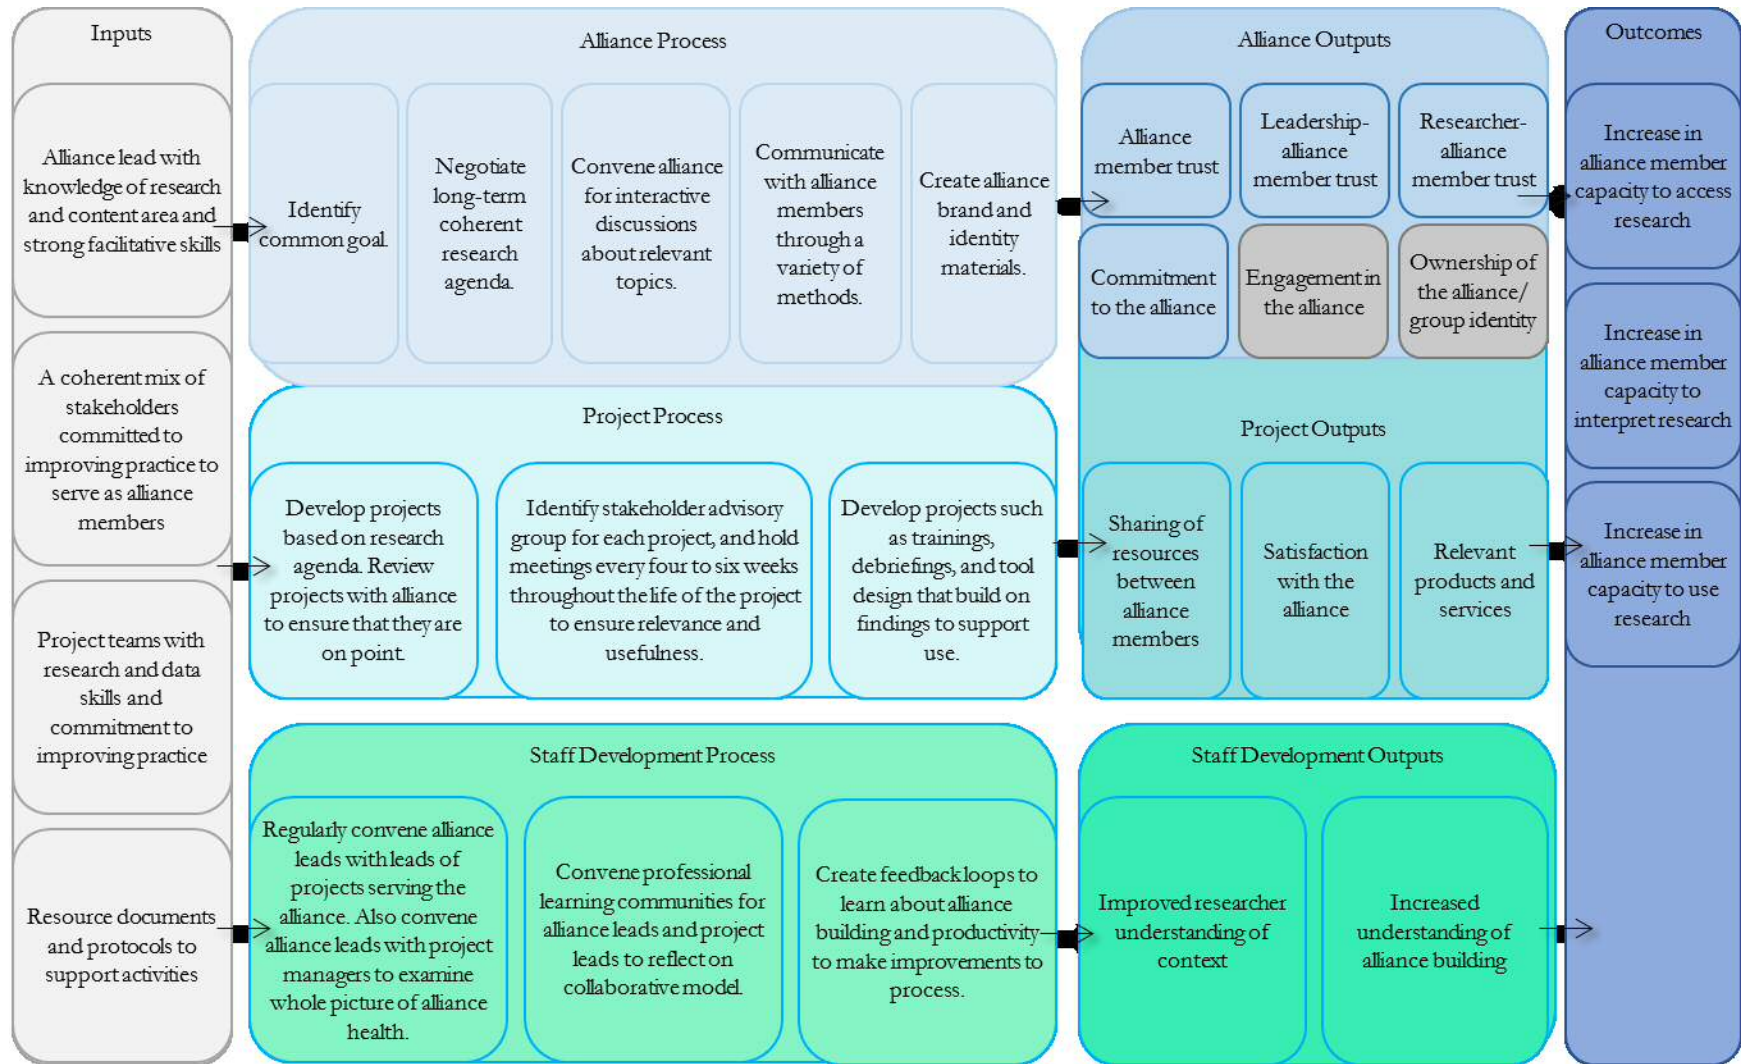 Inputs
Alliance lead with
knowledge of research
and content area and
strong facilitative skills
A coherent mix of
stakeholders
committed to
improving practice to
serve as alliance
members
Project teams with
research and data
skills and
commitment to
improving practice
Resource documents
and protocols to
support activities
Alliance Process
Identify
common goal.
Negotiate
long-term
coherent
research
agenda.
Convene alliance
for interactive
discussions
about relevant
topics.
Communicate
with alliance
members
through a
variety of
methods.
Create alliance
brand and
identity
materials.
Project Process
Develop projects
based on research
agenda. Review
projects with alliance
to ensure that they are
on point.
Identify stakeholder advisory
group for each project, and hold
meetings every four to six weeks
throughout the life of the project
to ensure relevance and
usefulness.
Develop projects such
as trainings,
debriefings, and tool
design that build on
findings to support
use.
Staff Development Process
Regularly convene alliance
leads with leads of
projects serving the
alliance. Also convene
alliance leads with project
managers to examine
whole picture of alliance
health.
Convene professional
learning communities for
alliance leads and project
leads to reflect on
collaborative model.
Create feedback loops to
learn about alliance
building and productivity
to make improvements to
process.
Alliance Outputs
Alliance
member trust
Leadership-
alliance
member trust
Researcher-
alliance
member trust
Commitment
to the alliance
Engagement in
the alliance
Ownership of
the alliance/
group identity
Project Outputs
Sharing of
resources
between
alliance
members
Satisfaction
with the
alliance
Relevant
products and
services
Staff Development Outputs
Improved researcher
understanding of
context
Increased
understanding of
alliance building
Outcomes
Increase in
alliance member
capacity to access
research
Increase in
alliance member
capacity to
interpret research
Increase in
alliance member
capacity to use
research